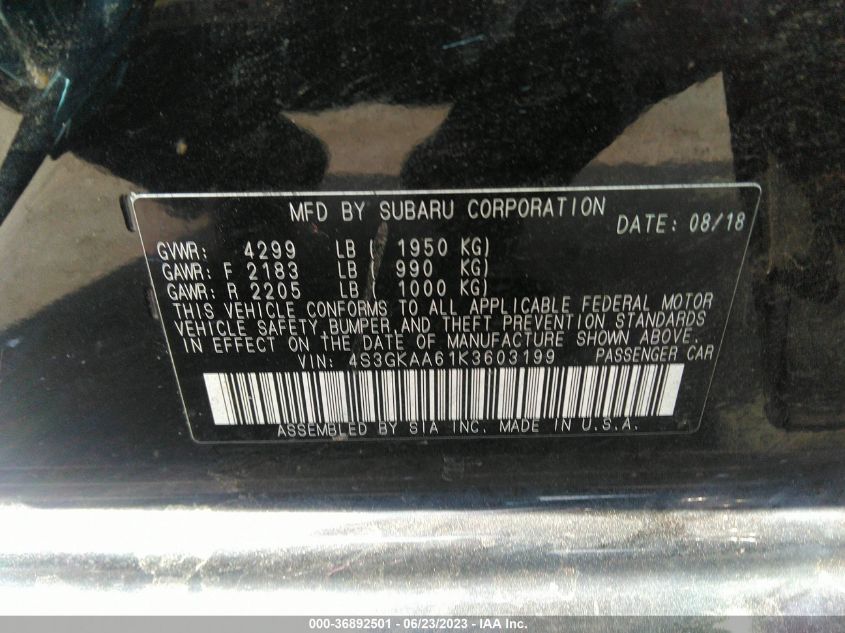 MFD BY SUBARU CORPORATION
DATE: 08/18
GVWR: 4299 LB ( 1950 KG)
GAWR: F 2183 LB 990 KG)
GAWR: R 2205 LB 1000 KG)
THIS VEHICLE CONFORMS TO ALL APPLICABLE FEDERAL MOTOR
VEHICLE SAFETY, BUMPER, AND THEFT PREVENTION STANDARDS
IN EFFECT ON THE DATE OF MANUFACTURE SHOWN ABOVE.
VIN: 4S3GKAA61K3603199 PASSENGER CAR
ASSEMBLED BY SIA INC. MADE IN U.S.A.
000-36892501 - 06/23/2023 - IAA Inc.